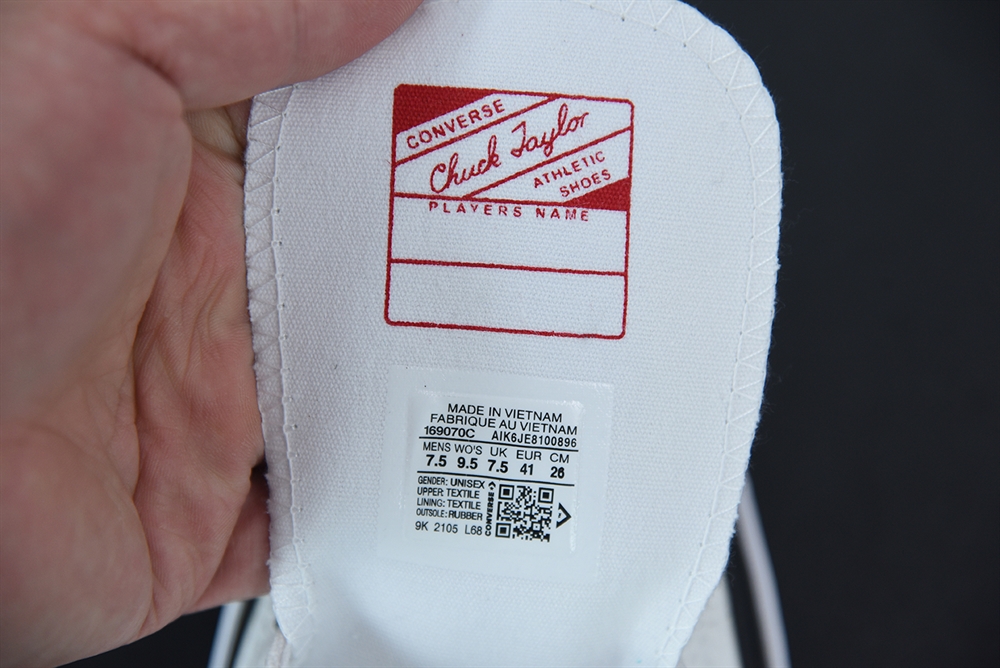 CONVERSE
Chuck Taylor
ATHLETIC
SHOES
PLAYERS NAME
MADE IN VIETNAM
FABRIQUE AU VIETNAM
169070C AIK6JE8100896
MENS WO'S UK EUR CM
7.5 9.5 7.5 41 26
GENDER: UNISEX
UPPER: TEXTILE
LINING: TEXTILE
OUTSOLE: RUBBER
9K 2105 L68
CONVERSE